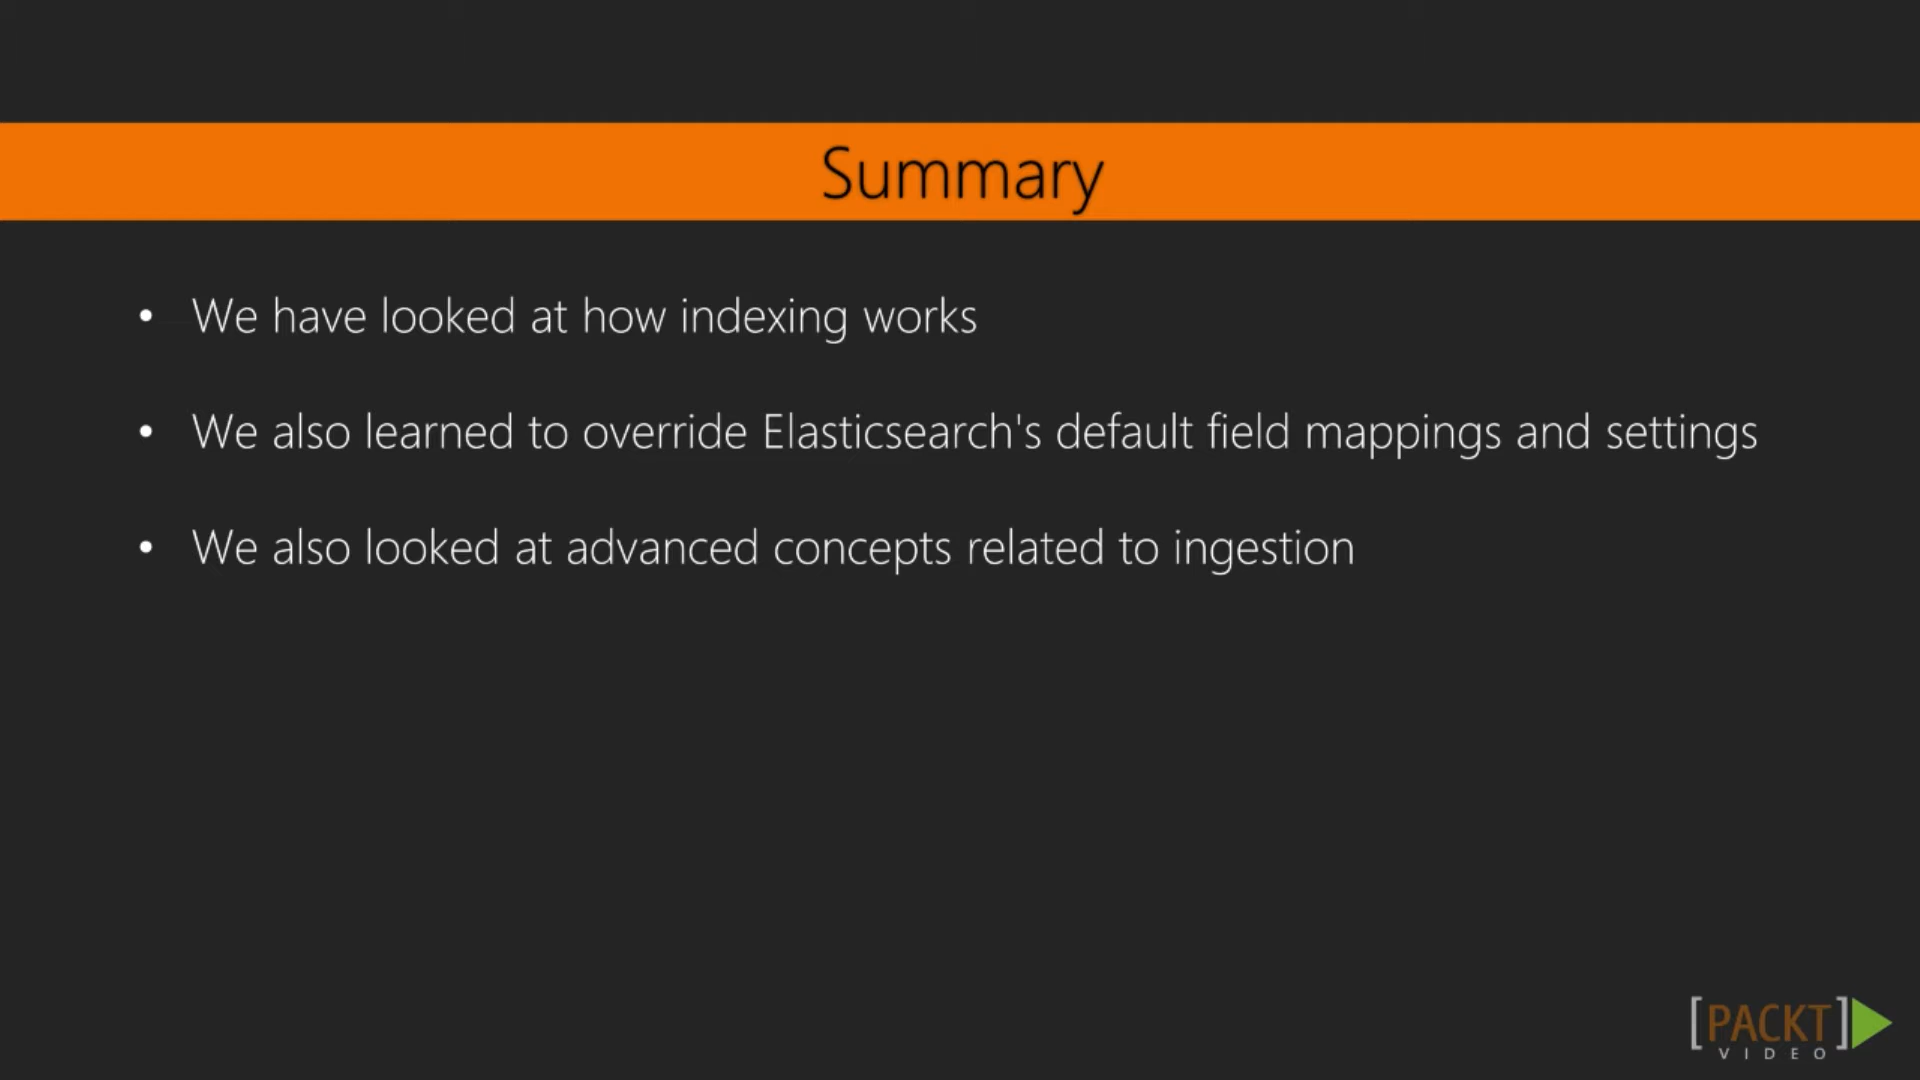 Summary
• We have looked at how indexing works
• We also learned to override Elasticsearch's default field mappings and settings
• We also looked at advanced concepts related to ingestion
[PACKT]
VIDEO